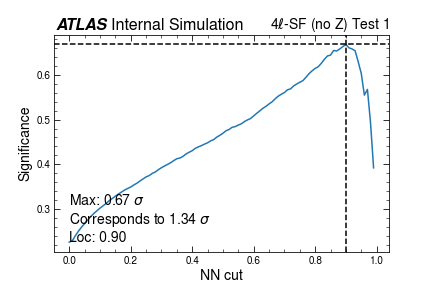 ATLAS Internal Simulation 4ℓ-SF (no Z) Test 1
Significance
0.6
0.5
0.4
0.3
Max: 0.67 σ
Corresponds to 1.34 σ
Loc: 0.90
0.0 0.2 0.4 0.6 0.8 1.0
NN cut